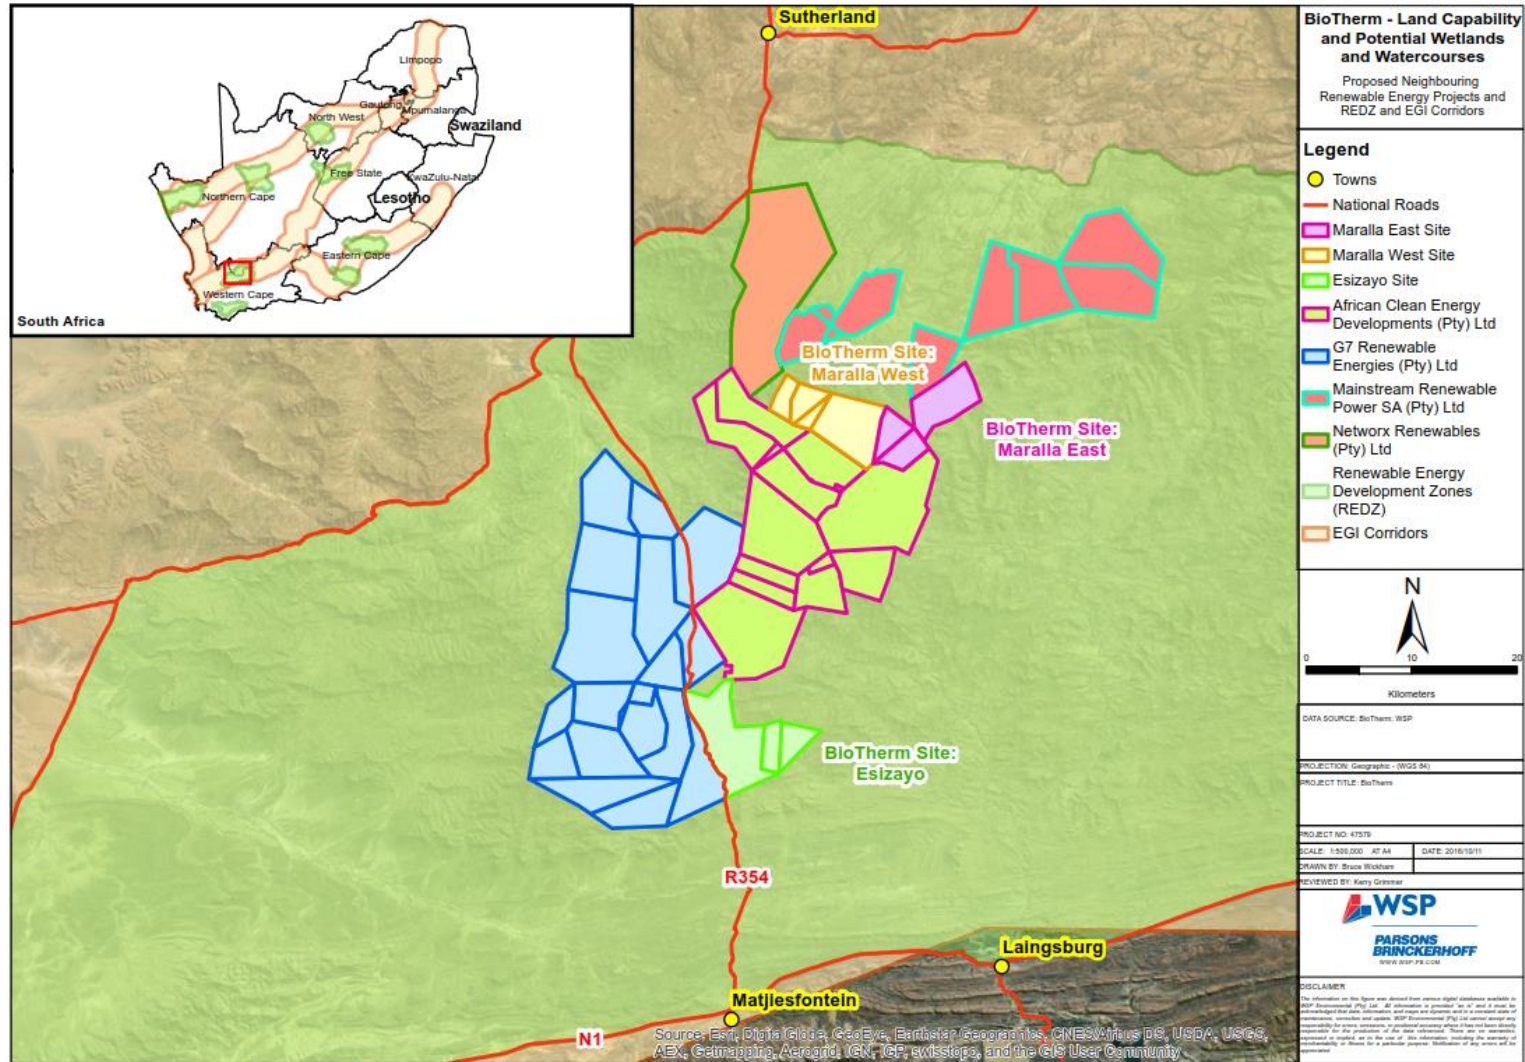 Sutherland
Limpopo
Gauteng
Mpumalanga
North West
Swaziland
Free State
KwaZulu-Natal
Northern Cape
Lesotho
Eastern Cape
Western Cape
South Africa
BioTherm Site:
Maralla West
BioTherm Site:
Maralla East
BioTherm Site:
Esizayo
R354
Laingsburg
Matjiesfontein
N1
Source: Esri, DigitalGlobe, GeoEye, Earthstar Geographics, CNES/Airbus DS, USDA, USGS,
AEX, Getmapping, Aerogrid, IGN, IGP, swisstopo, and the GIS User Community
BioTherm - Land Capability
and Potential Wetlands
and Watercourses
Proposed Neighbouring
Renewable Energy Projects and
REDZ and EGI Corridors
Legend
Towns
National Roads
Maralla East Site
Maralla West Site
Esizayo Site
African Clean Energy
Developments (Pty) Ltd
G7 Renewable
Energies (Pty) Ltd
Mainstream Renewable
Power SA (Pty) Ltd
Networx Renewables
(Pty) Ltd
Renewable Energy
Development Zones
(REDZ)
EGI Corridors
N
0 10 20
Kilometers
DATA SOURCE: BioTherm; WSP
PROJECTION: Geographic - (WGS 84)
PROJECT TITLE: BioTherm
PROJECT NO: 47579
SCALE: 1:500,000 AT A4 DATE: 2016/10/11
DRAWN BY: Bruce Wickham
REVIEWED BY: Kerry Grimmer
WSP
PARSONS
BRINCKERHOFF
WWW.WSP-PB.COM
DISCLAIMER